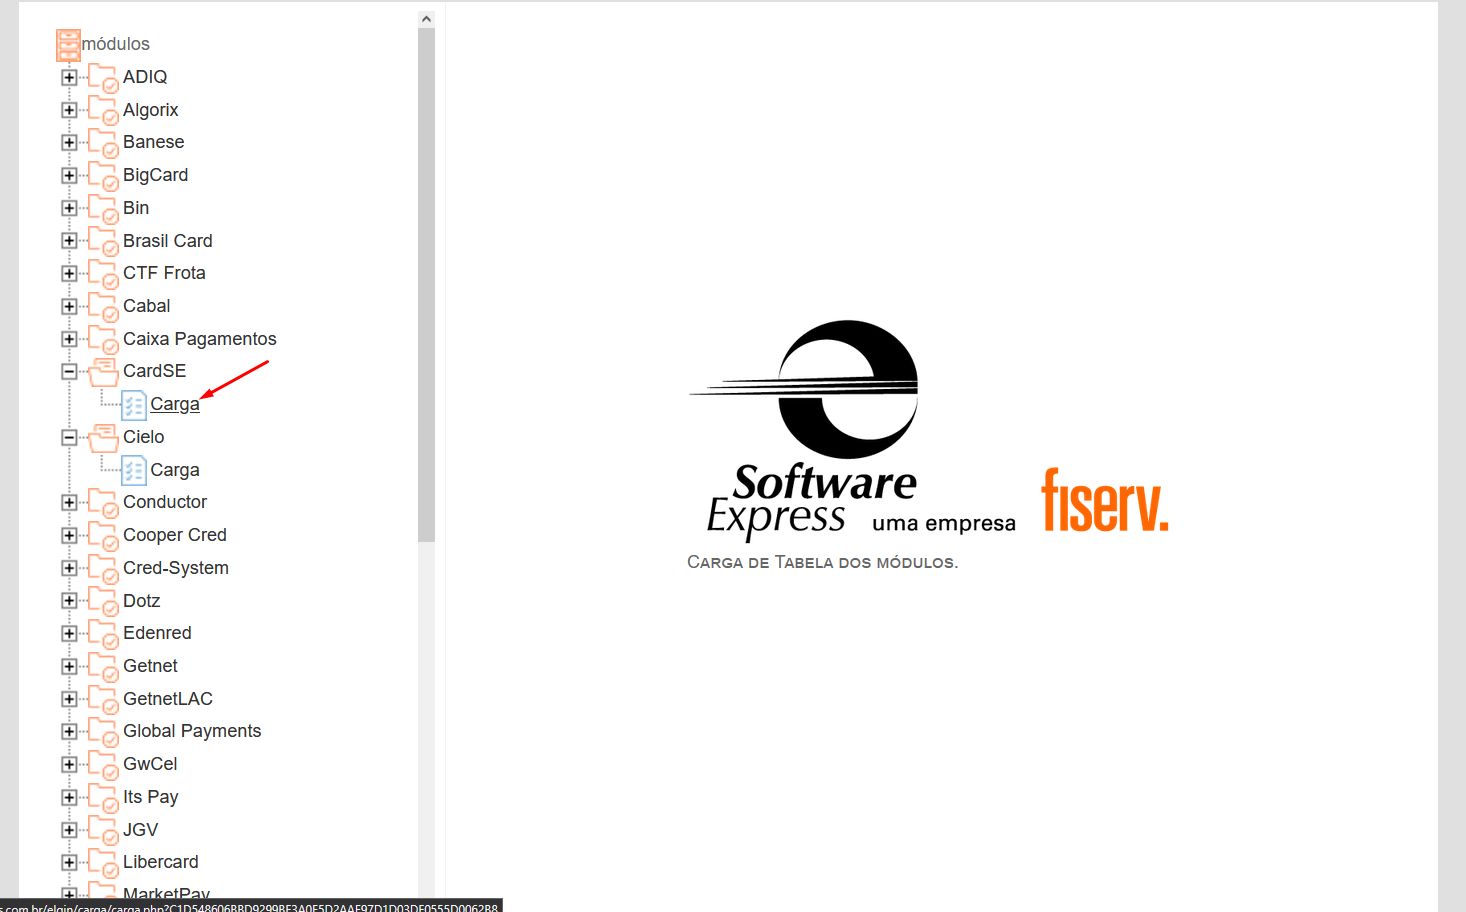 módulos
ADIQ
Algorix
Banese
BigCard
Bin
Brasil Card
CTF Frota
Cabal
Caixa Pagamentos
CardSE
Carga
Cielo
Carga
Conductor
Cooper Cred
Cred-System
Dotz
Edenred
Getnet
GetnetLAC
Global Payments
GwCel
Its Pay
JGV
Libercard
MarketPay
Software
Express uma empresa fiserv.
Carga de Tabela dos módulos.